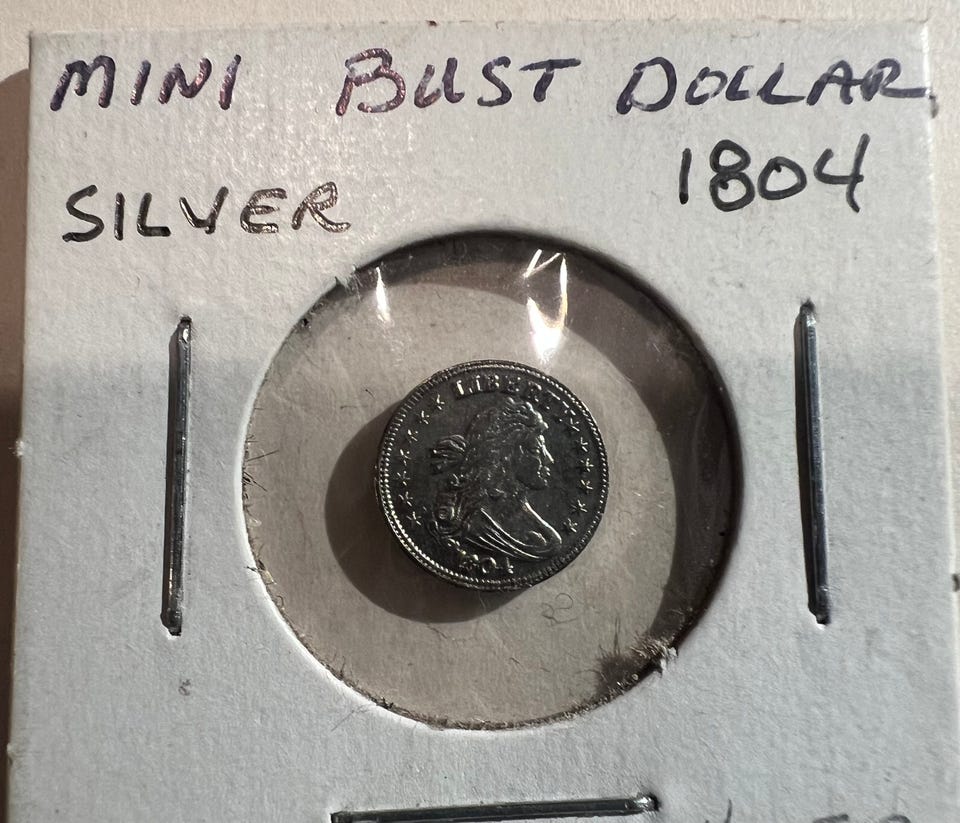 MINI BUST DOLLAR
SILVER 1804
LIBERTY
1804